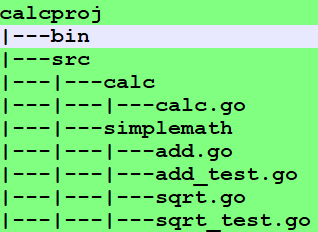 calcproj
|---bin
|---src
|---|---calc
|---|---|---calc.go
|---|---simplemath
|---|---|---add.go
|---|---|---add_test.go
|---|---|---sqrt.go
|---|---|---sqrt_test.go